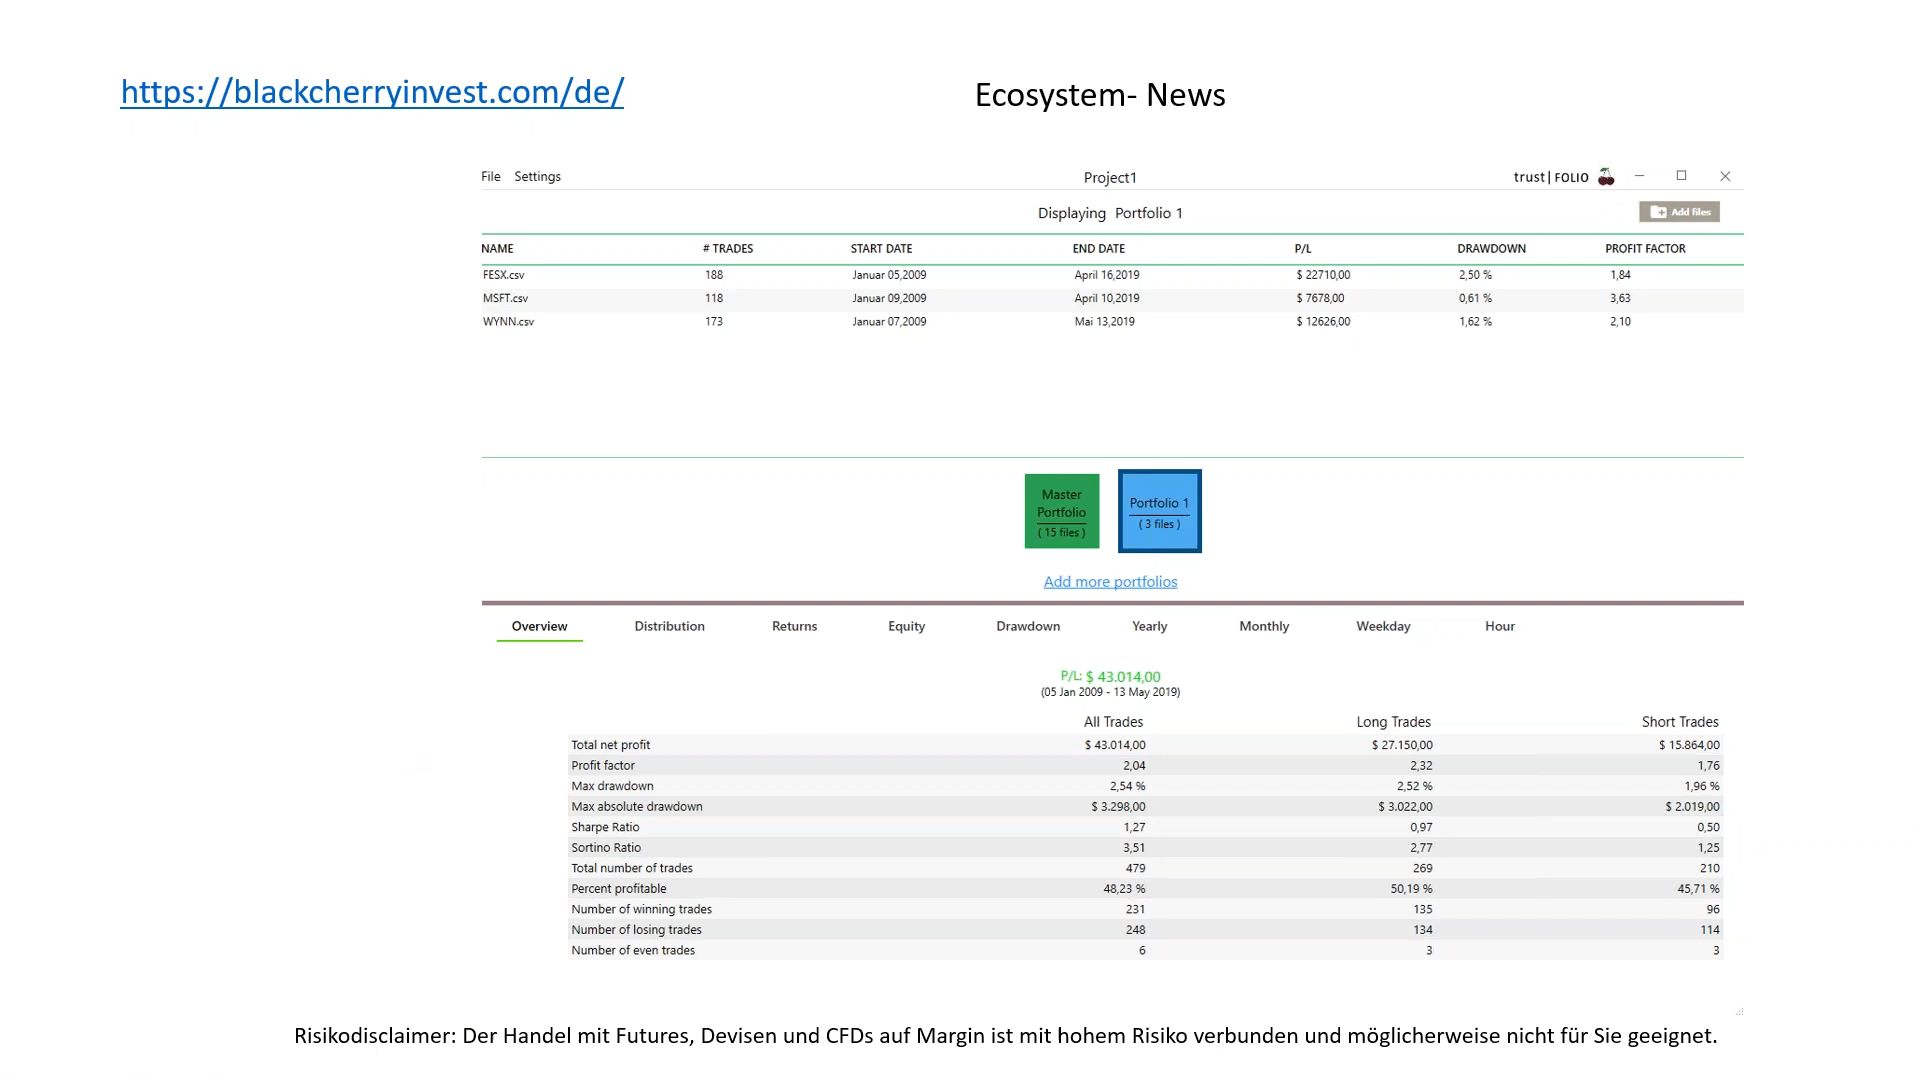 https://blackcherryinvest.com/de/
Ecosystem- News
File Settings Project1 trust|FOLIO
Displaying Portfolio 1 Add files
NAME # TRADES START DATE END DATE P/L DRAWDOWN PROFIT FACTOR
FESX.csv 188 Januar 05,2009 April 16,2019 $ 22710,00 2,50 % 1,84
MSFT.csv 118 Januar 09,2009 April 10,2019 $ 7678,00 0,61 % 3,63
WYNN.csv 173 Januar 07,2009 Mai 13,2019 $ 12626,00 1,62 % 2,10
Master
Portfolio
( 15 files )
Portfolio 1
( 3 files )
Add more portfolios
Overview Distribution Returns Equity Drawdown Yearly Monthly Weekday Hour
P/L: $ 43.014,00
(05 Jan 2009 - 13 May 2019)
All Trades Long Trades Short Trades
Total net profit $ 43.014,00 $ 27.150,00 $ 15.864,00
Profit factor 2,04 2,32 1,76
Max drawdown 2,54 % 2,52 % 1,96 %
Max absolute drawdown $ 3.298,00 $ 3.022,00 $ 2.019,00
Sharpe Ratio 1,27 0,97 0,50
Sortino Ratio 3,51 2,77 1,25
Total number of trades 479 269 210
Percent profitable 48,23 % 50,19 % 45,71 %
Number of winning trades 231 135 96
Number of losing trades 248 134 114
Number of even trades 6 3 3
Risikodisclaimer: Der Handel mit Futures, Devisen und CFDs auf Margin ist mit hohem Risiko verbunden und möglicherweise nicht für Sie geeignet.